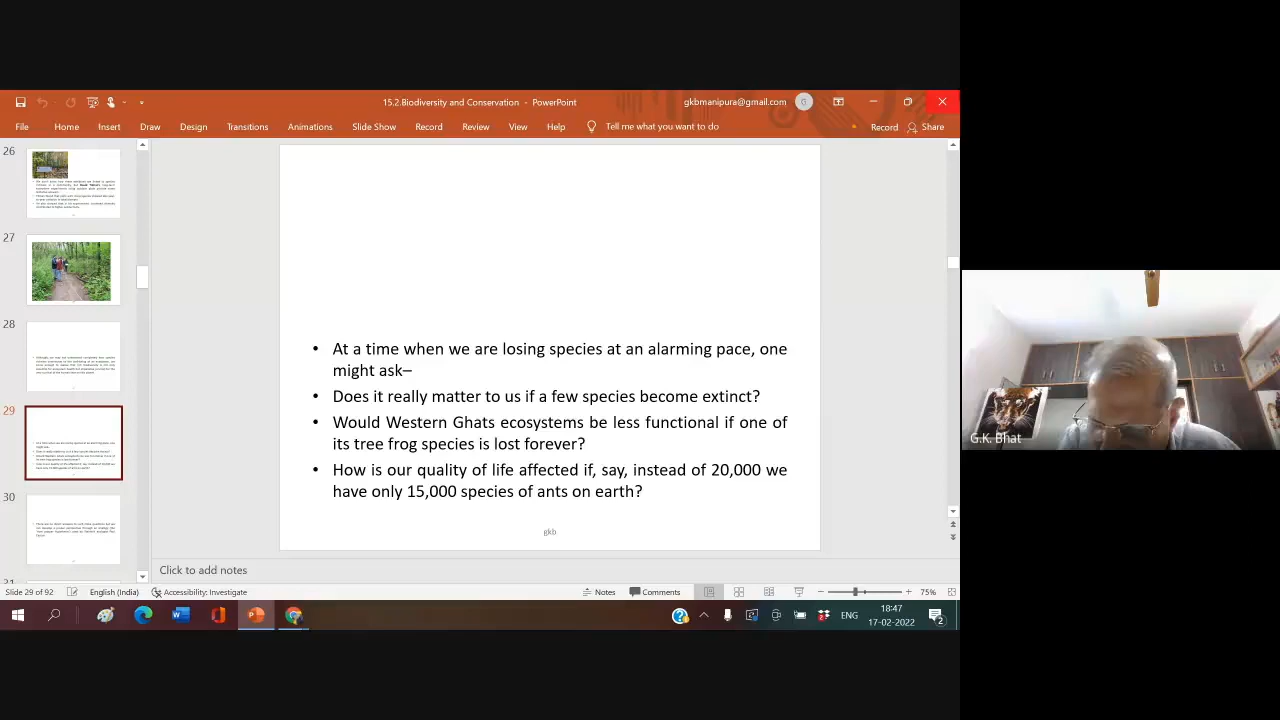 15.2.Biodiversity and Conservation - PowerPoint
gkbmanipura@gmail.com
G
File Home Insert Draw Design Transitions Animations Slide Show Record Review View Help Tell me what you want to do
Record Share
26
27
28
29
30
• At a time when we are losing species at an alarming pace, one
might ask–
• Does it really matter to us if a few species become extinct?
• Would Western Ghats ecosystems be less functional if one of
its tree frog species is lost forever?
• How is our quality of life affected if, say, instead of 20,000 we
have only 15,000 species of ants on earth?
gkb
G.K. Bhat
Click to add notes
Slide 29 of 92 English (India) Accessibility: Investigate Notes Comments 75%
ENG
18:47
17-02-2022
2